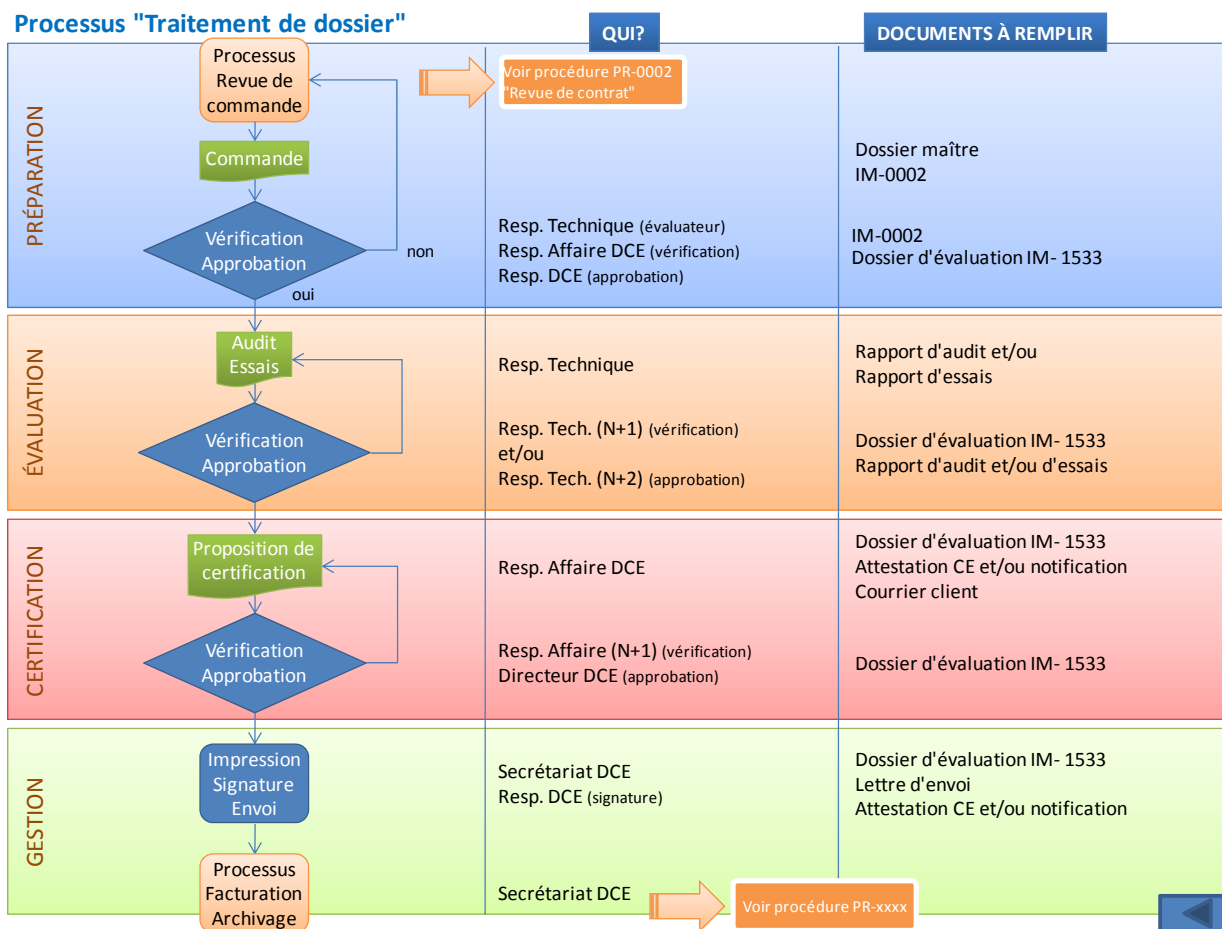 Processus "Traitement de dossier"
QUI?
DOCUMENTS À REMPLIR
PRÉPARATION
Processus
Revue de
commande
Voir procédure PR-0002
"Revue de contrat"
Commande
Dossier maître
IM-0002
Vérification
Approbation
non
oui
Resp. Technique (évaluateur)
Resp. Affaire DCE (vérification)
Resp. DCE (approbation)
IM-0002
Dossier d'évaluation IM- 1533
ÉVALUATION
Audit
Essais
Resp. Technique
Rapport d'audit et/ou
Rapport d'essais
Vérification
Approbation
Resp. Tech. (N+1) (vérification)
et/ou
Resp. Tech. (N+2) (approbation)
Dossier d'évaluation IM- 1533
Rapport d'audit et/ou d'essais
CERTIFICATION
Proposition de
certification
Resp. Affaire DCE
Dossier d'évaluation IM- 1533
Attestation CE et/ou notification
Courrier client
Vérification
Approbation
Resp. Affaire (N+1) (vérification)
Directeur DCE (approbation)
Dossier d'évaluation IM- 1533
GESTION
Impression
Signature
Envoi
Secrétariat DCE
Resp. DCE (signature)
Dossier d'évaluation IM- 1533
Lettre d'envoi
Attestation CE et/ou notification
Processus
Facturation
Archivage
Secrétariat DCE
Voir procédure PR-xxxx